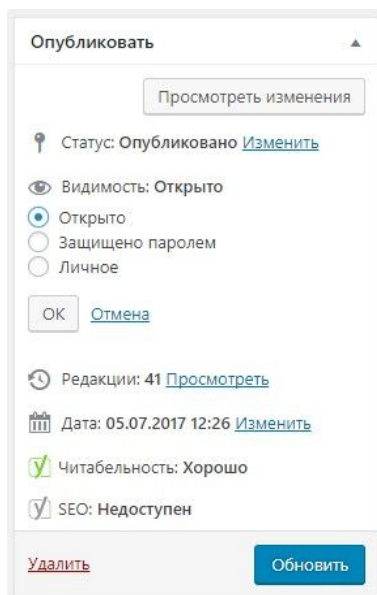 Опубликовать
Просмотреть изменения
Статус: Опубликовано Изменить
Видимость: Открыто
Открыто
Защищено паролем
Личное
ОК Отмена
Редакции: 41 Просмотреть
Дата: 05.07.2017 12:26 Изменить
Читабельность: Хорошо
SEO: Недоступен
Удалить Обновить